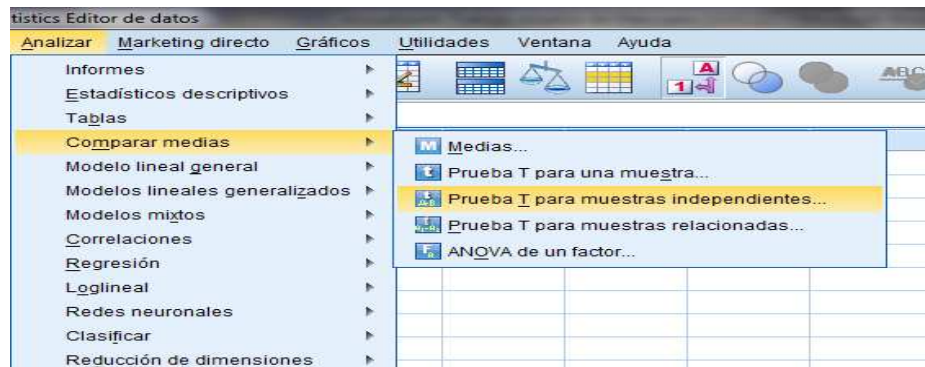 tistics Editor de datos
Analizar Marketing directo Gráficos Utilidades Ventana Ayuda
Informes
Estadísticos descriptivos
Tablas
Comparar medias
Modelo lineal general
Modelos lineales generalizados
Modelos mixtos
Correlaciones
Regresión
Loglineal
Redes neuronales
Clasificar
Reducción de dimensiones
A
1
ABC
M Medias...
t Prueba T para una muestra...
Prueba T para muestras independientes...
Prueba T para muestras relacionadas...
ANOVA de un factor...